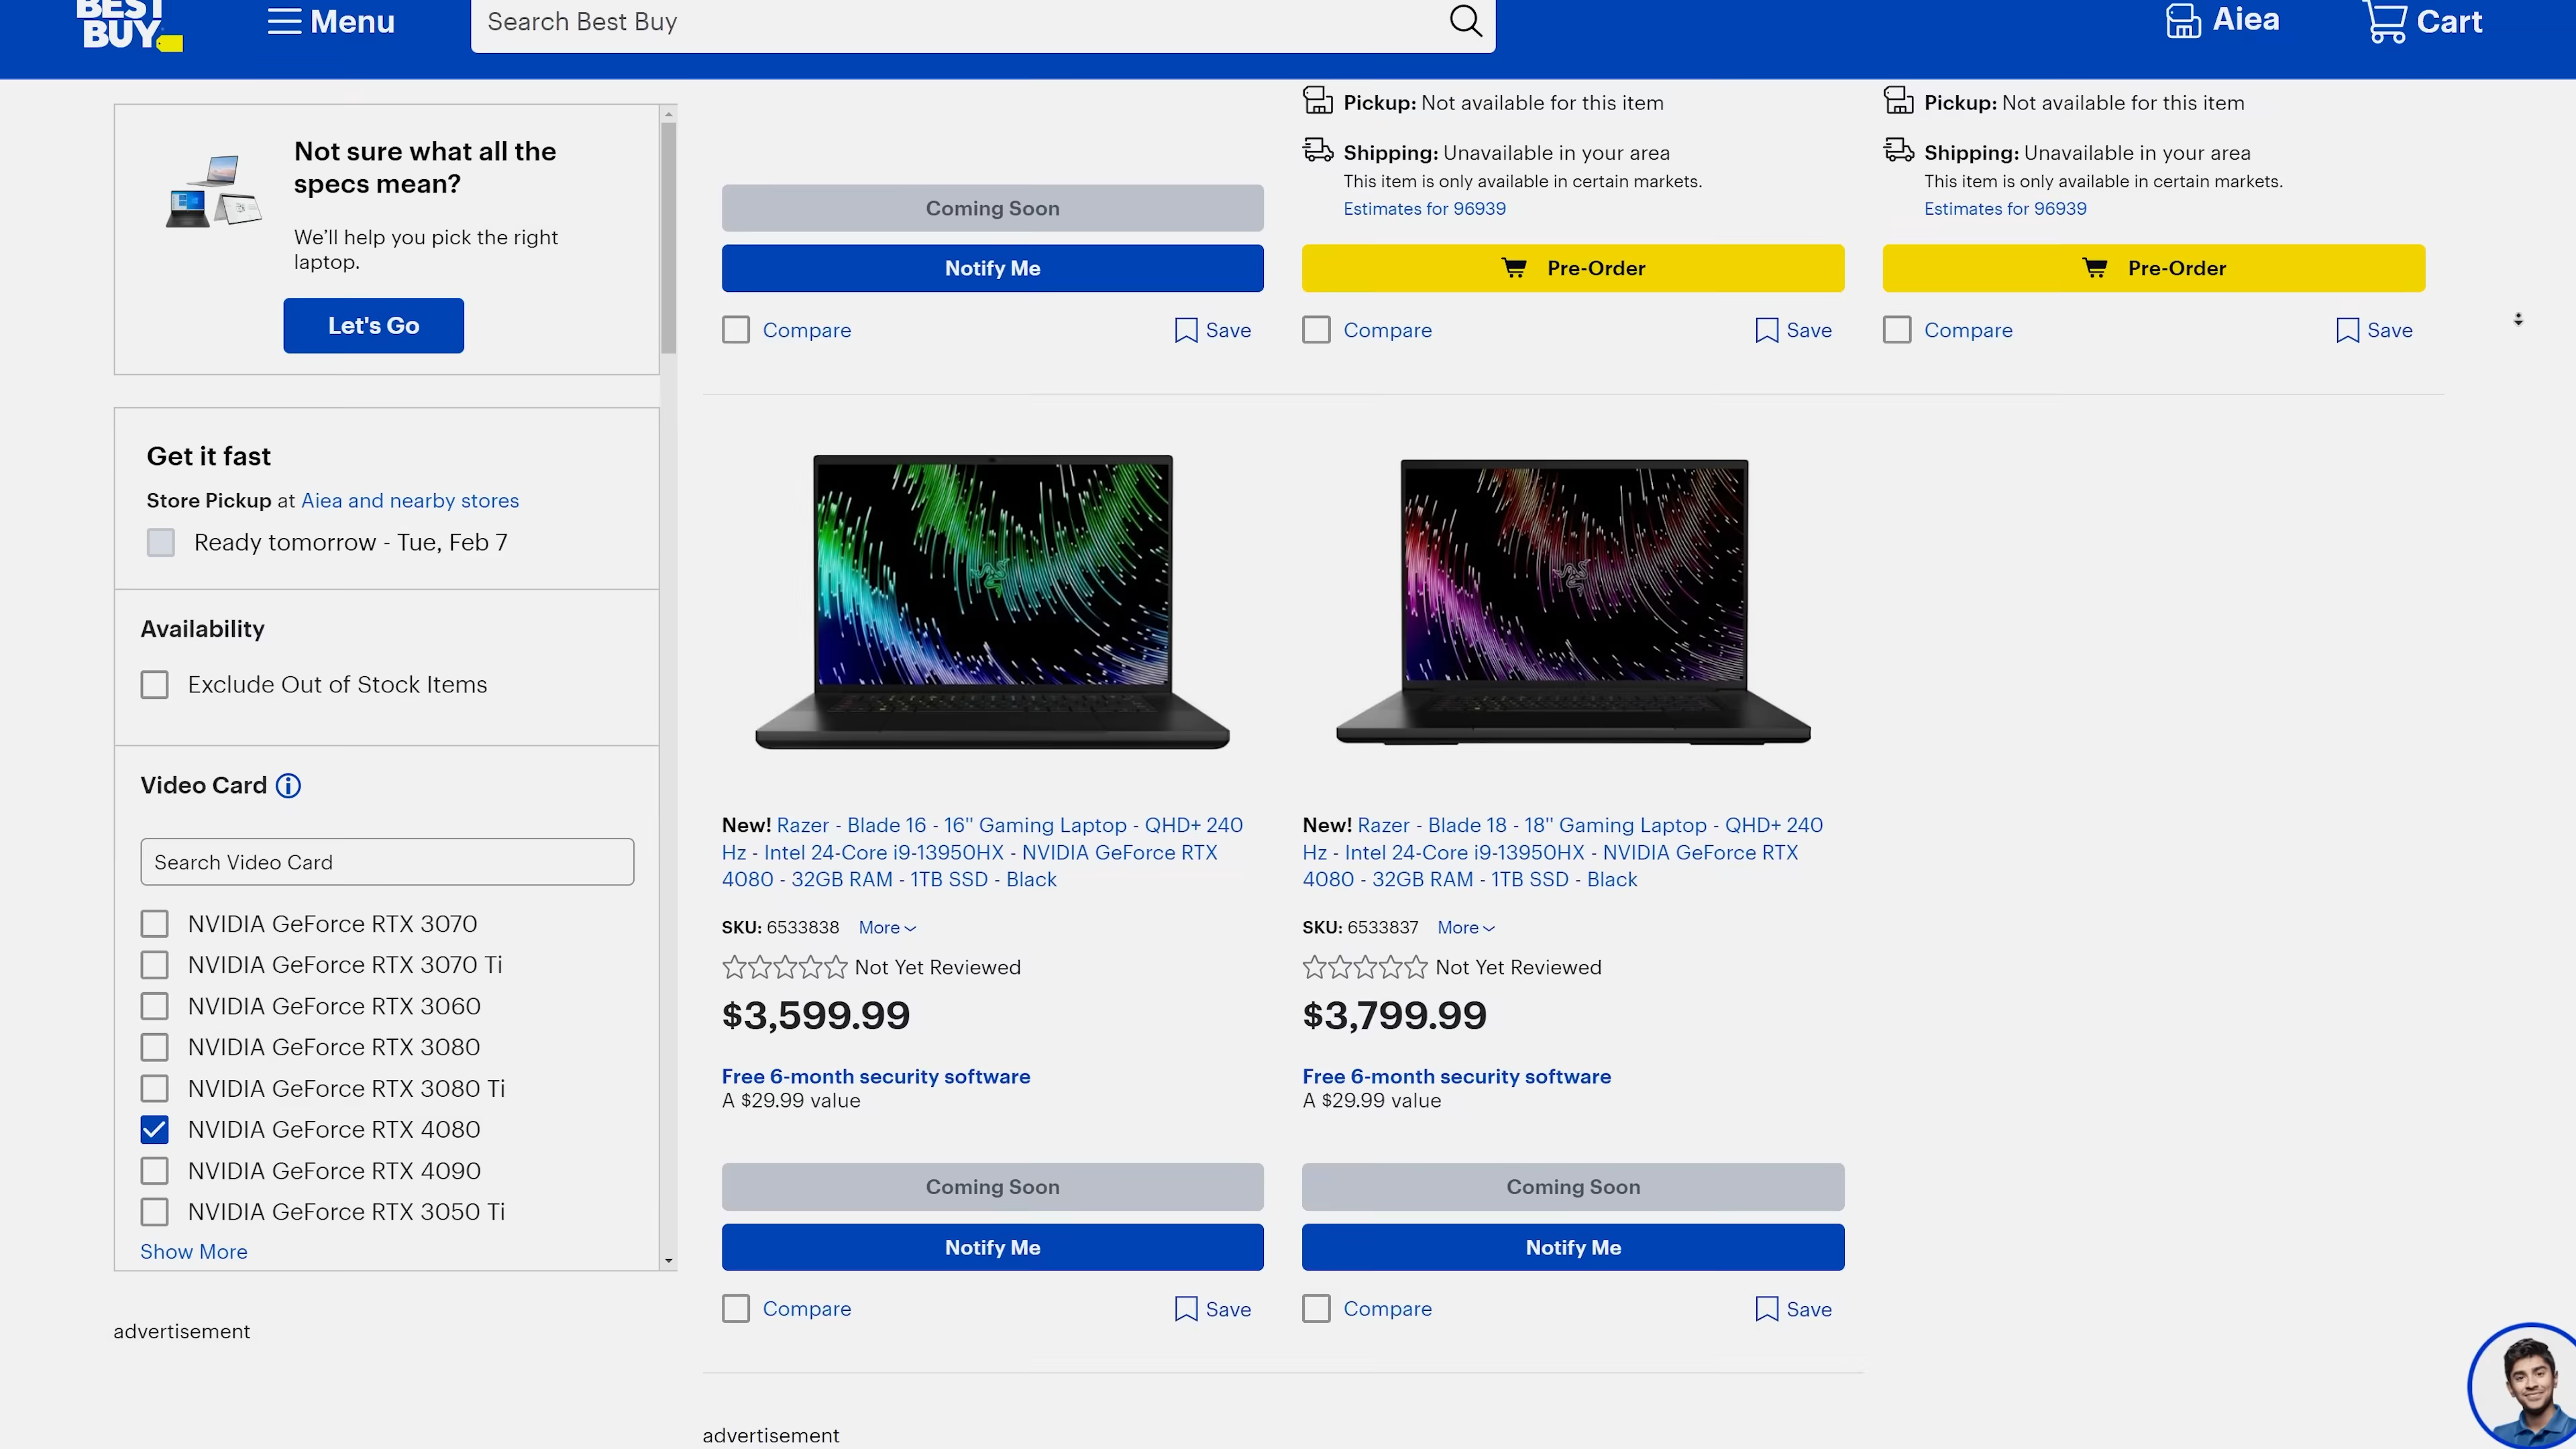 BEST
BUY
Menu
Search Best Buy
Aiea
Cart
Not sure what all the
specs mean?
We'll help you pick the right
laptop.
Let's Go
Get it fast
Store Pickup at Aiea and nearby stores
Ready tomorrow - Tue, Feb 7
Availability
Exclude Out of Stock Items
Video Card
Search Video Card
NVIDIA GeForce RTX 3070
NVIDIA GeForce RTX 3070 Ti
NVIDIA GeForce RTX 3060
NVIDIA GeForce RTX 3080
NVIDIA GeForce RTX 3080 Ti
NVIDIA GeForce RTX 4080
NVIDIA GeForce RTX 4090
NVIDIA GeForce RTX 3050 Ti
Show More
advertisement
Coming Soon
Notify Me
Compare
Save
Pickup: Not available for this item
Shipping: Unavailable in your area
This item is only available in certain markets.
Estimates for 96939
Pre-Order
Compare
Save
Pickup: Not available for this item
Shipping: Unavailable in your area
This item is only available in certain markets.
Estimates for 96939
Pre-Order
Compare
Save
New! Razer - Blade 16 - 16" Gaming Laptop - QHD+ 240
Hz - Intel 24-Core i9-13950HX - NVIDIA GeForce RTX
4080 - 32GB RAM - 1TB SSD - Black
SKU: 6533838 More
Not Yet Reviewed
$3,599.99
Free 6-month security software
A $29.99 value
Coming Soon
Notify Me
Compare
Save
New! Razer - Blade 18 - 18" Gaming Laptop - QHD+ 240
Hz - Intel 24-Core i9-13950HX - NVIDIA GeForce RTX
4080 - 32GB RAM - 1TB SSD - Black
SKU: 6533837 More
Not Yet Reviewed
$3,799.99
Free 6-month security software
A $29.99 value
Coming Soon
Notify Me
Compare
Save
advertisement